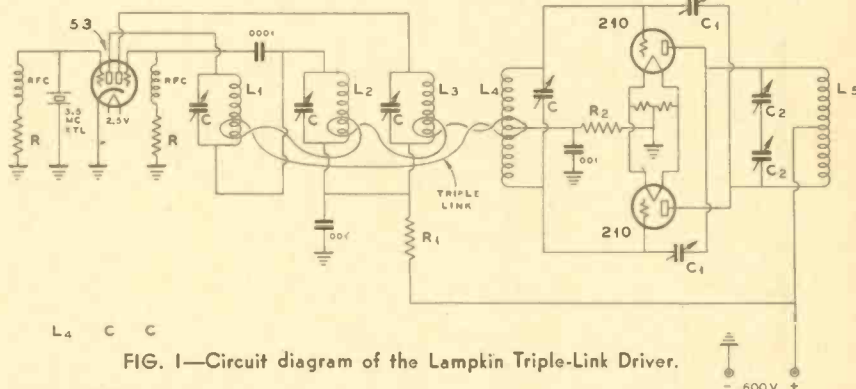 53
RFC
R
3.5
MC
XTL
2.5V
RFC
R
.0001
C
L1
C
L2
C
L3
L4
C
210
C1
R2
.001
210
C1
C2
C2
L5
TRIPLE
LINK
.001
R1
L4 C C
FIG. 1—Circuit diagram of the Lampkin Triple-Link Driver.
- 600V +